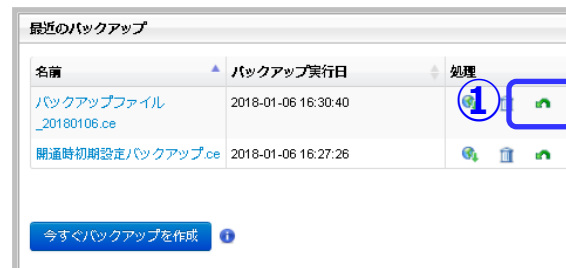 最近のバックアップ
名前 バックアップ実行日 処理
バックアップファイル 2018-01-06 16:30:40 ①
_20180106.ce
開通時初期設定バックアップ.ce 2018-01-06 16:27:26
今すぐバックアップを作成